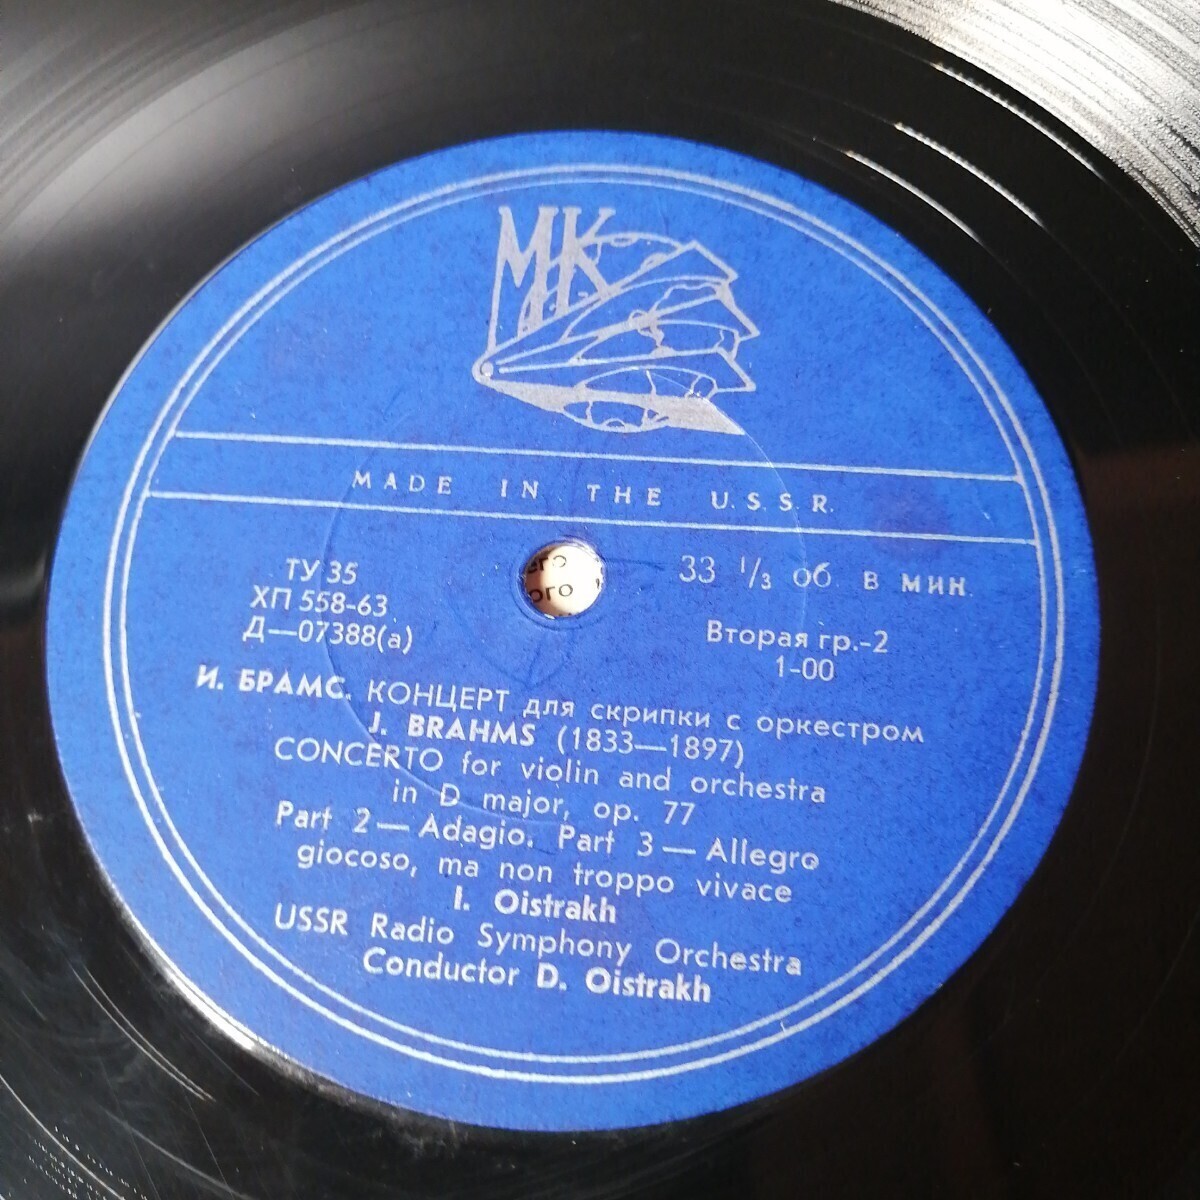 МК
MADE IN THE U.S.S.R.
ТУ 35
ХП 558-63
Д—07388(а)
33 1/3 об в мин.
Вторая гр.-2
1-00
И. БРАМС. КОНЦЕРТ для скрипки с оркестром
J. BRAHMS (1833—1897)
CONCERTO for violin and orchestra
in D major, op. 77
Part 2—Adagio. Part 3—Allegro
giocoso, ma non troppo vivace
I. Oistrakh
USSR Radio Symphony Orchestra
Conductor D. Oistrakh